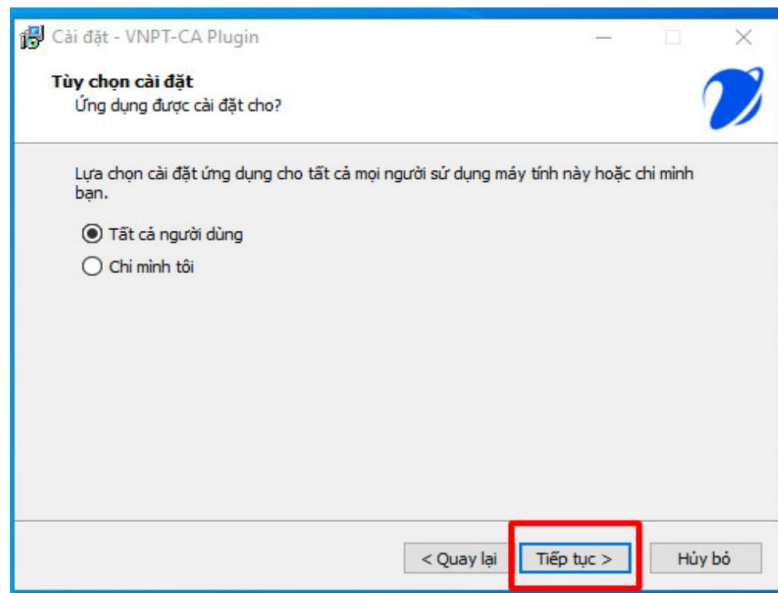 Cài đặt - VNPT-CA Plugin
Tùy chọn cài đặt
Ứng dụng được cài đặt cho?
Lựa chọn cài đặt ứng dụng cho tất cả mọi người sử dụng máy tính này hoặc chỉ mình
bạn.
Tất cả người dùng
Chỉ mình tôi
< Quay lại
Tiếp tục >
Hủy bỏ